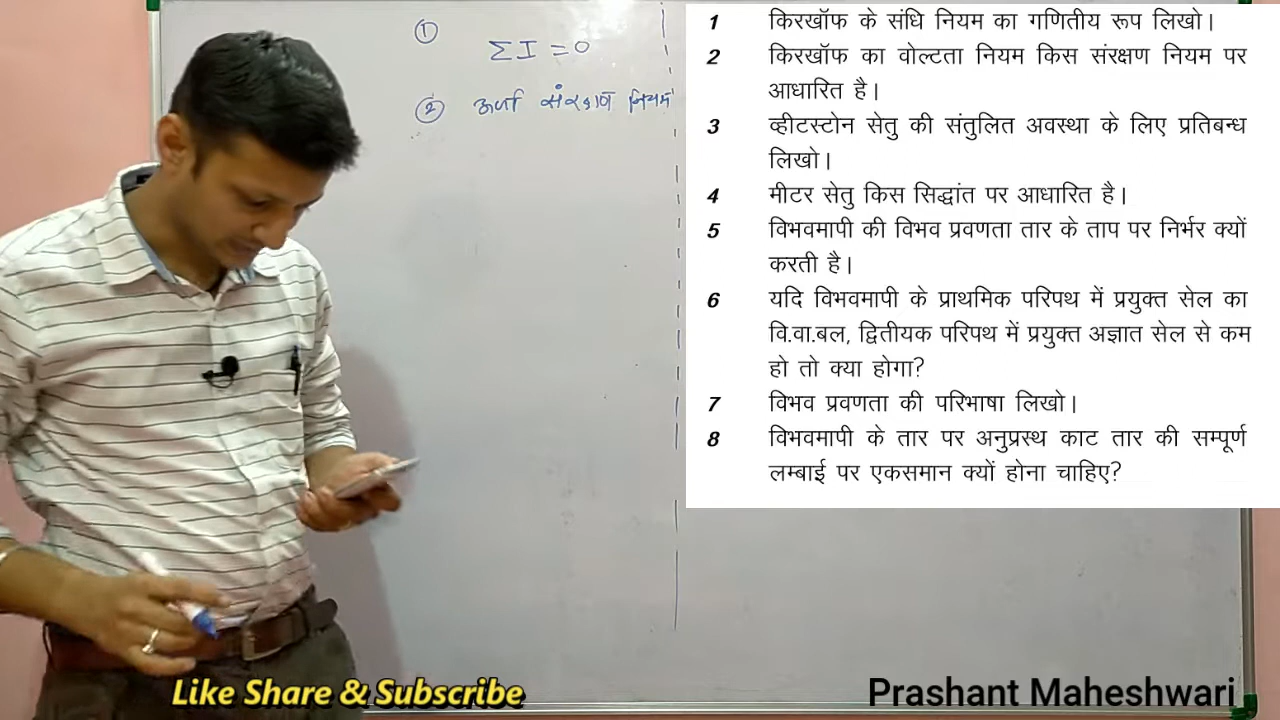 ①
ΣI = 0
② ऊर्जा संरक्षण नियम
1 किरखॉफ के संधि नियम का गणितीय रूप लिखो।
2 किरखॉफ का वोल्टता नियम किस संरक्षण नियम पर
आधारित है।
3 व्हीटस्टोन सेतु की संतुलित अवस्था के लिए प्रतिबन्ध
लिखो।
4 मीटर सेतु किस सिद्धांत पर आधारित है।
5 विभवमापी की विभव प्रवणता तार के ताप पर निर्भर क्यों
करती है।
6 यदि विभवमापी के प्राथमिक परिपथ में प्रयुक्त सेल का
वि.वा.बल, द्वितीयक परिपथ में प्रयुक्त अज्ञात सेल से कम
हो तो क्या होगा?
7 विभव प्रवणता की परिभाषा लिखो।
8 विभवमापी के तार पर अनुप्रस्थ काट तार की सम्पूर्ण
लम्बाई पर एकसमान क्यों होना चाहिए?
Like Share & Subscribe
Prashant Maheshwari